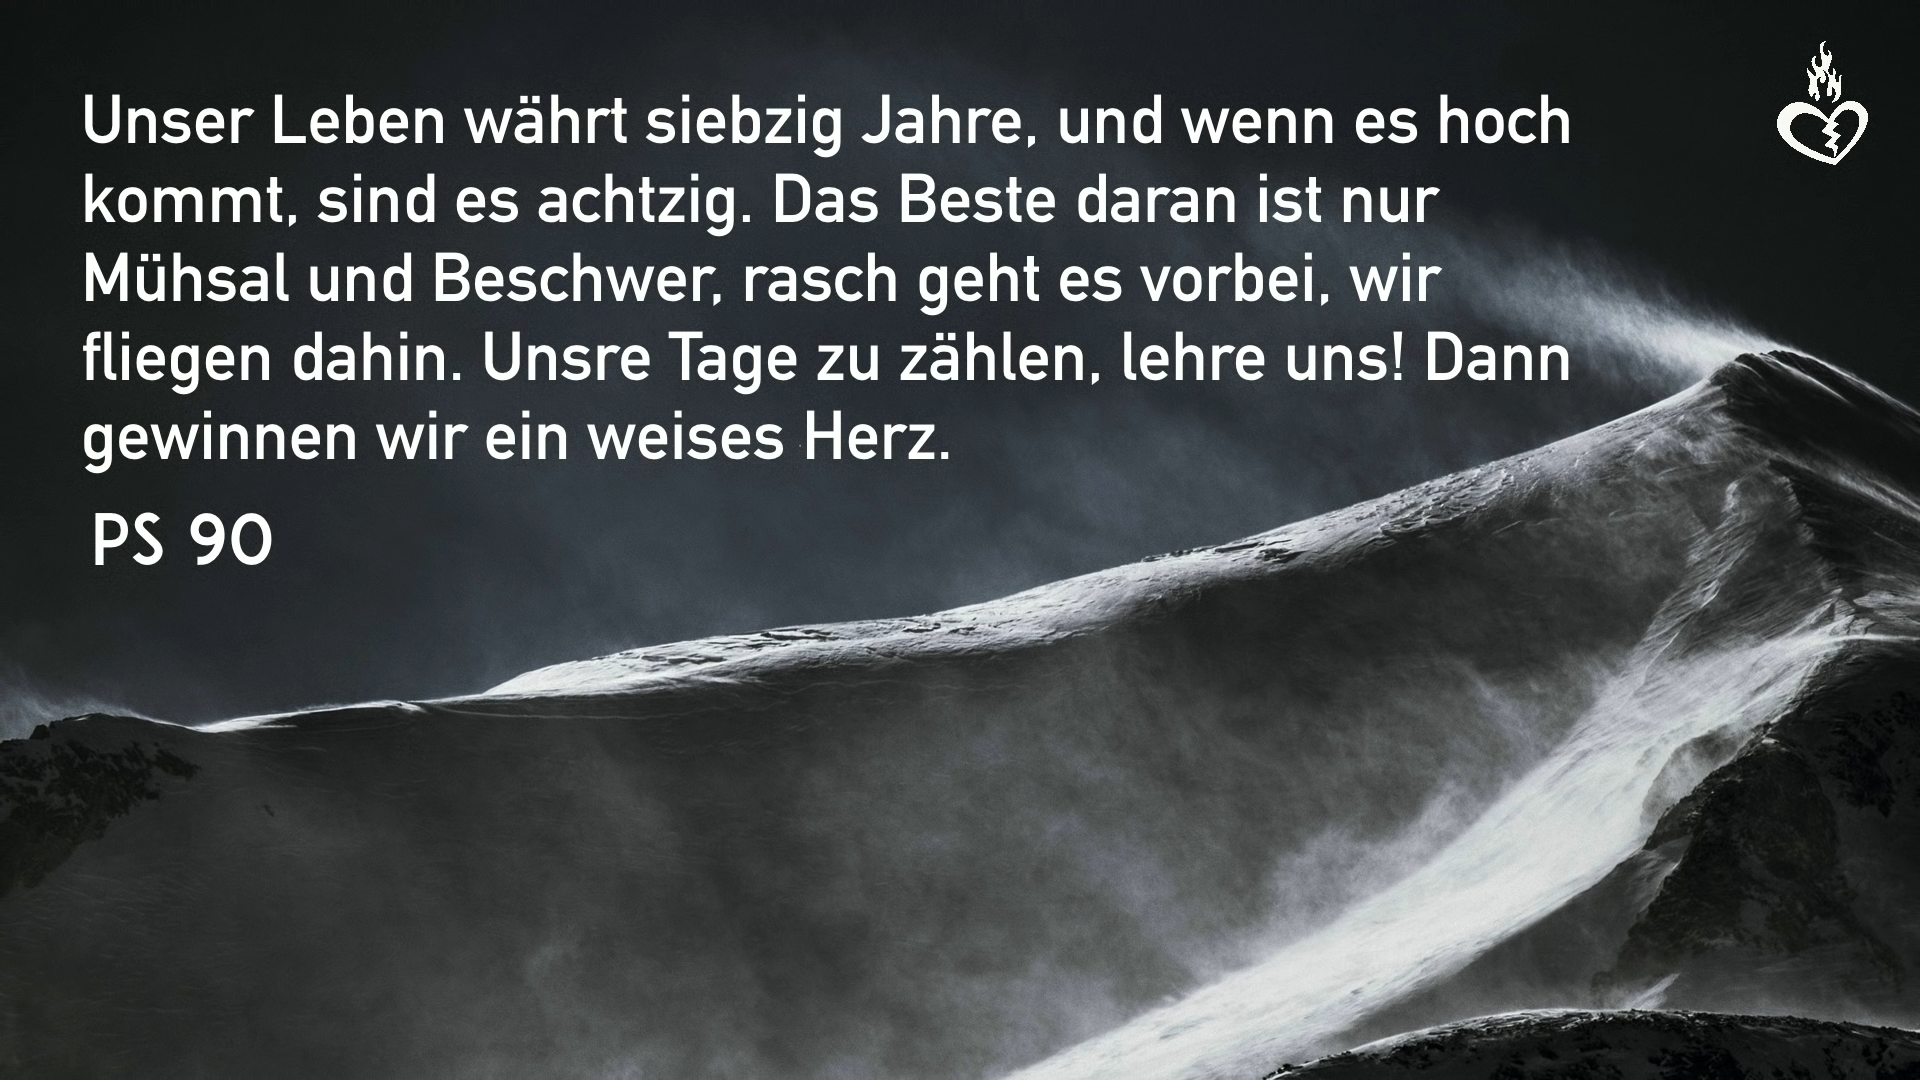 Unser Leben währt siebzig Jahre, und wenn es hoch
kommt, sind es achtzig. Das Beste daran ist nur
Mühsal und Beschwer, rasch geht es vorbei, wir
fliegen dahin. Unsre Tage zu zählen, lehre uns! Dann
gewinnen wir ein weises Herz.
PS 90